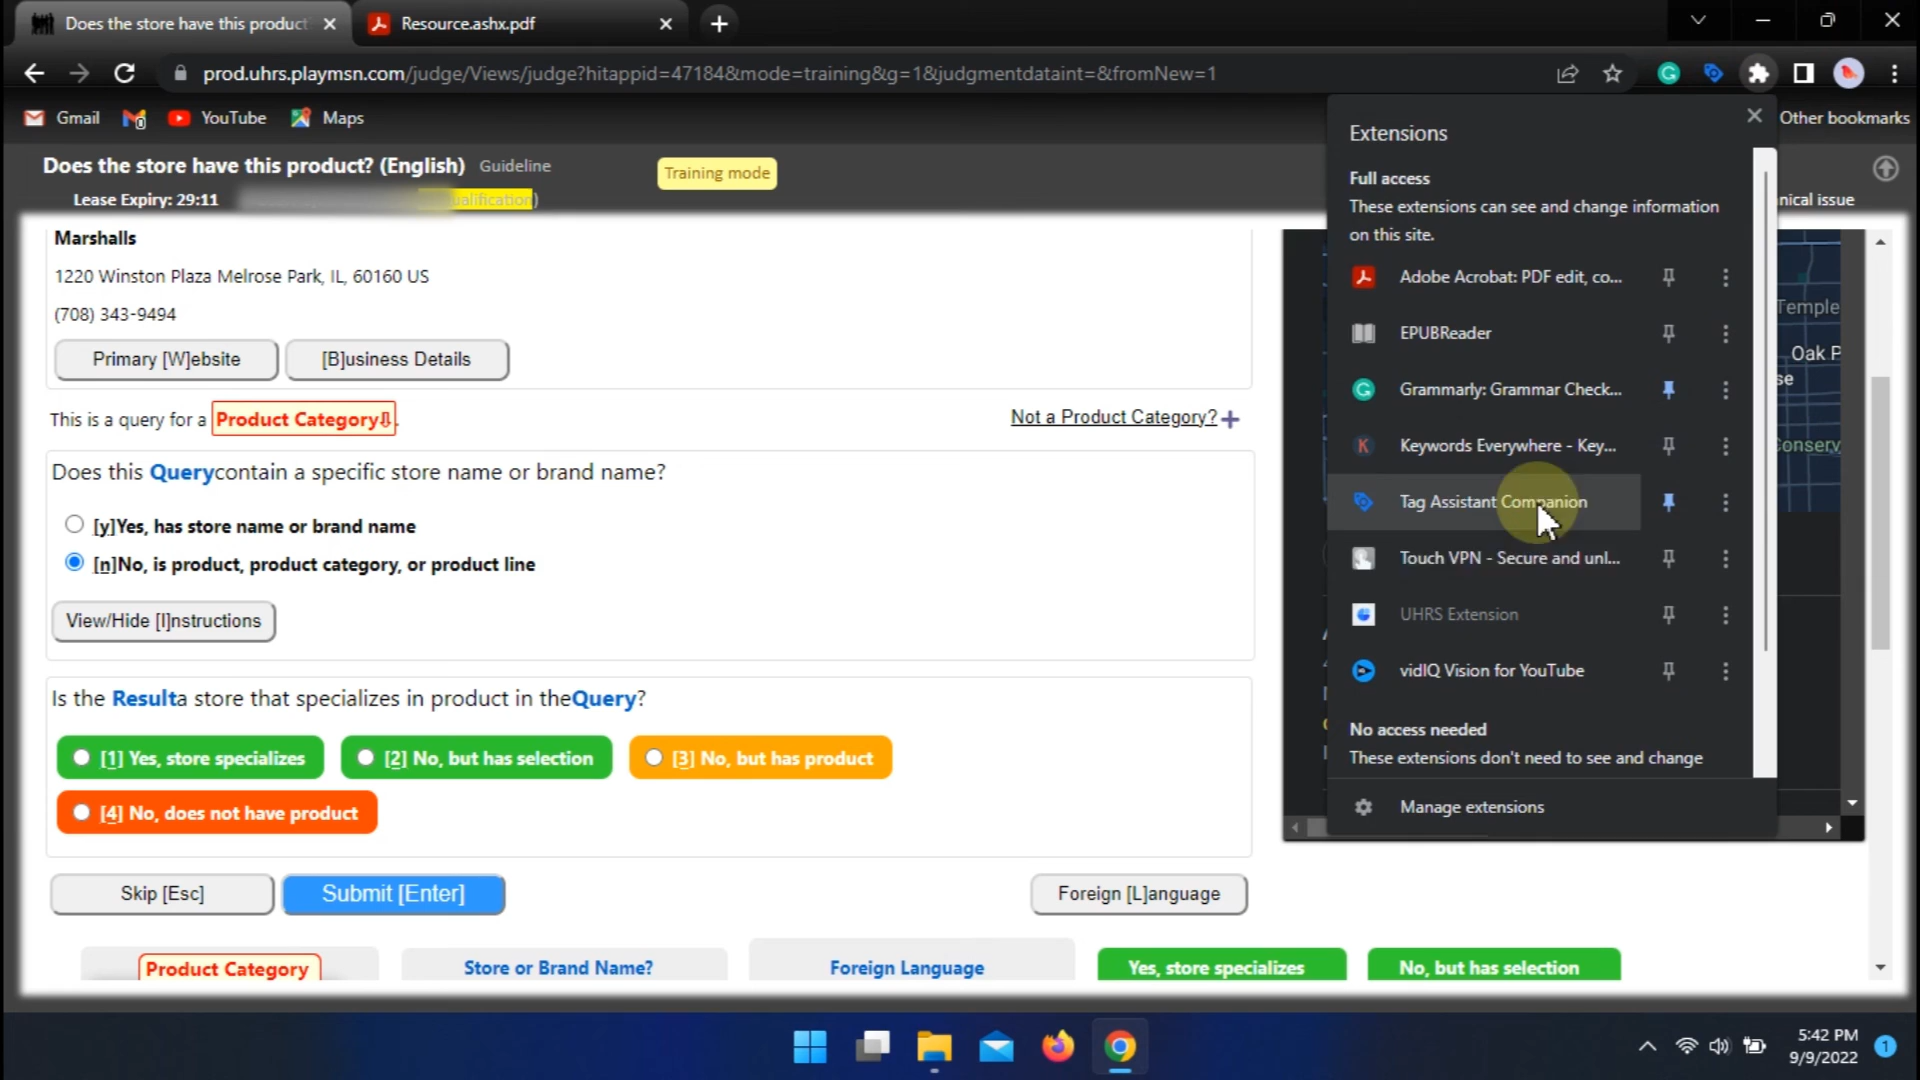 Does the store have this product
Resource.ashx.pdf
prod.uhrs.playmsn.com/judge/Views/judge?hitappid=47184&mode=training&g=1&judgmentdataint=&fromNew=1
Gmail
YouTube
Maps
Other bookmarks
Does the store have this product? (English)
Guideline
Training mode
Lease Expiry: 29:11
ualification)
nical issue
Marshalls
1220 Winston Plaza Melrose Park, IL, 60160 US
(708) 343-9494
Primary [W]ebsite
[B]usiness Details
This is a query for a Product Category⇩.
Not a Product Category?+
Does this Querycontain a specific store name or brand name?
[y]Yes, has store name or brand name
[n]No, is product, product category, or product line
View/Hide [I]nstructions
Is the Resulta store that specializes in product in theQuery?
[1] Yes, store specializes
[2] No, but has selection
[3] No, but has product
[4] No, does not have product
Skip [Esc]
Submit [Enter]
Foreign [L]anguage
Product Category
Store or Brand Name?
Foreign Language
Yes, store specializes
No, but has selection
Extensions
Full access
These extensions can see and change information
on this site.
Adobe Acrobat: PDF edit, co...
EPUBReader
Grammarly: Grammar Check...
Keywords Everywhere - Key...
Tag Assistant Companion
Touch VPN - Secure and unl...
UHRS Extension
vidIQ Vision for YouTube
No access needed
These extensions don't need to see and change
Manage extensions
Temple
Oak P
se
Conserv
5:42 PM
9/9/2022
1